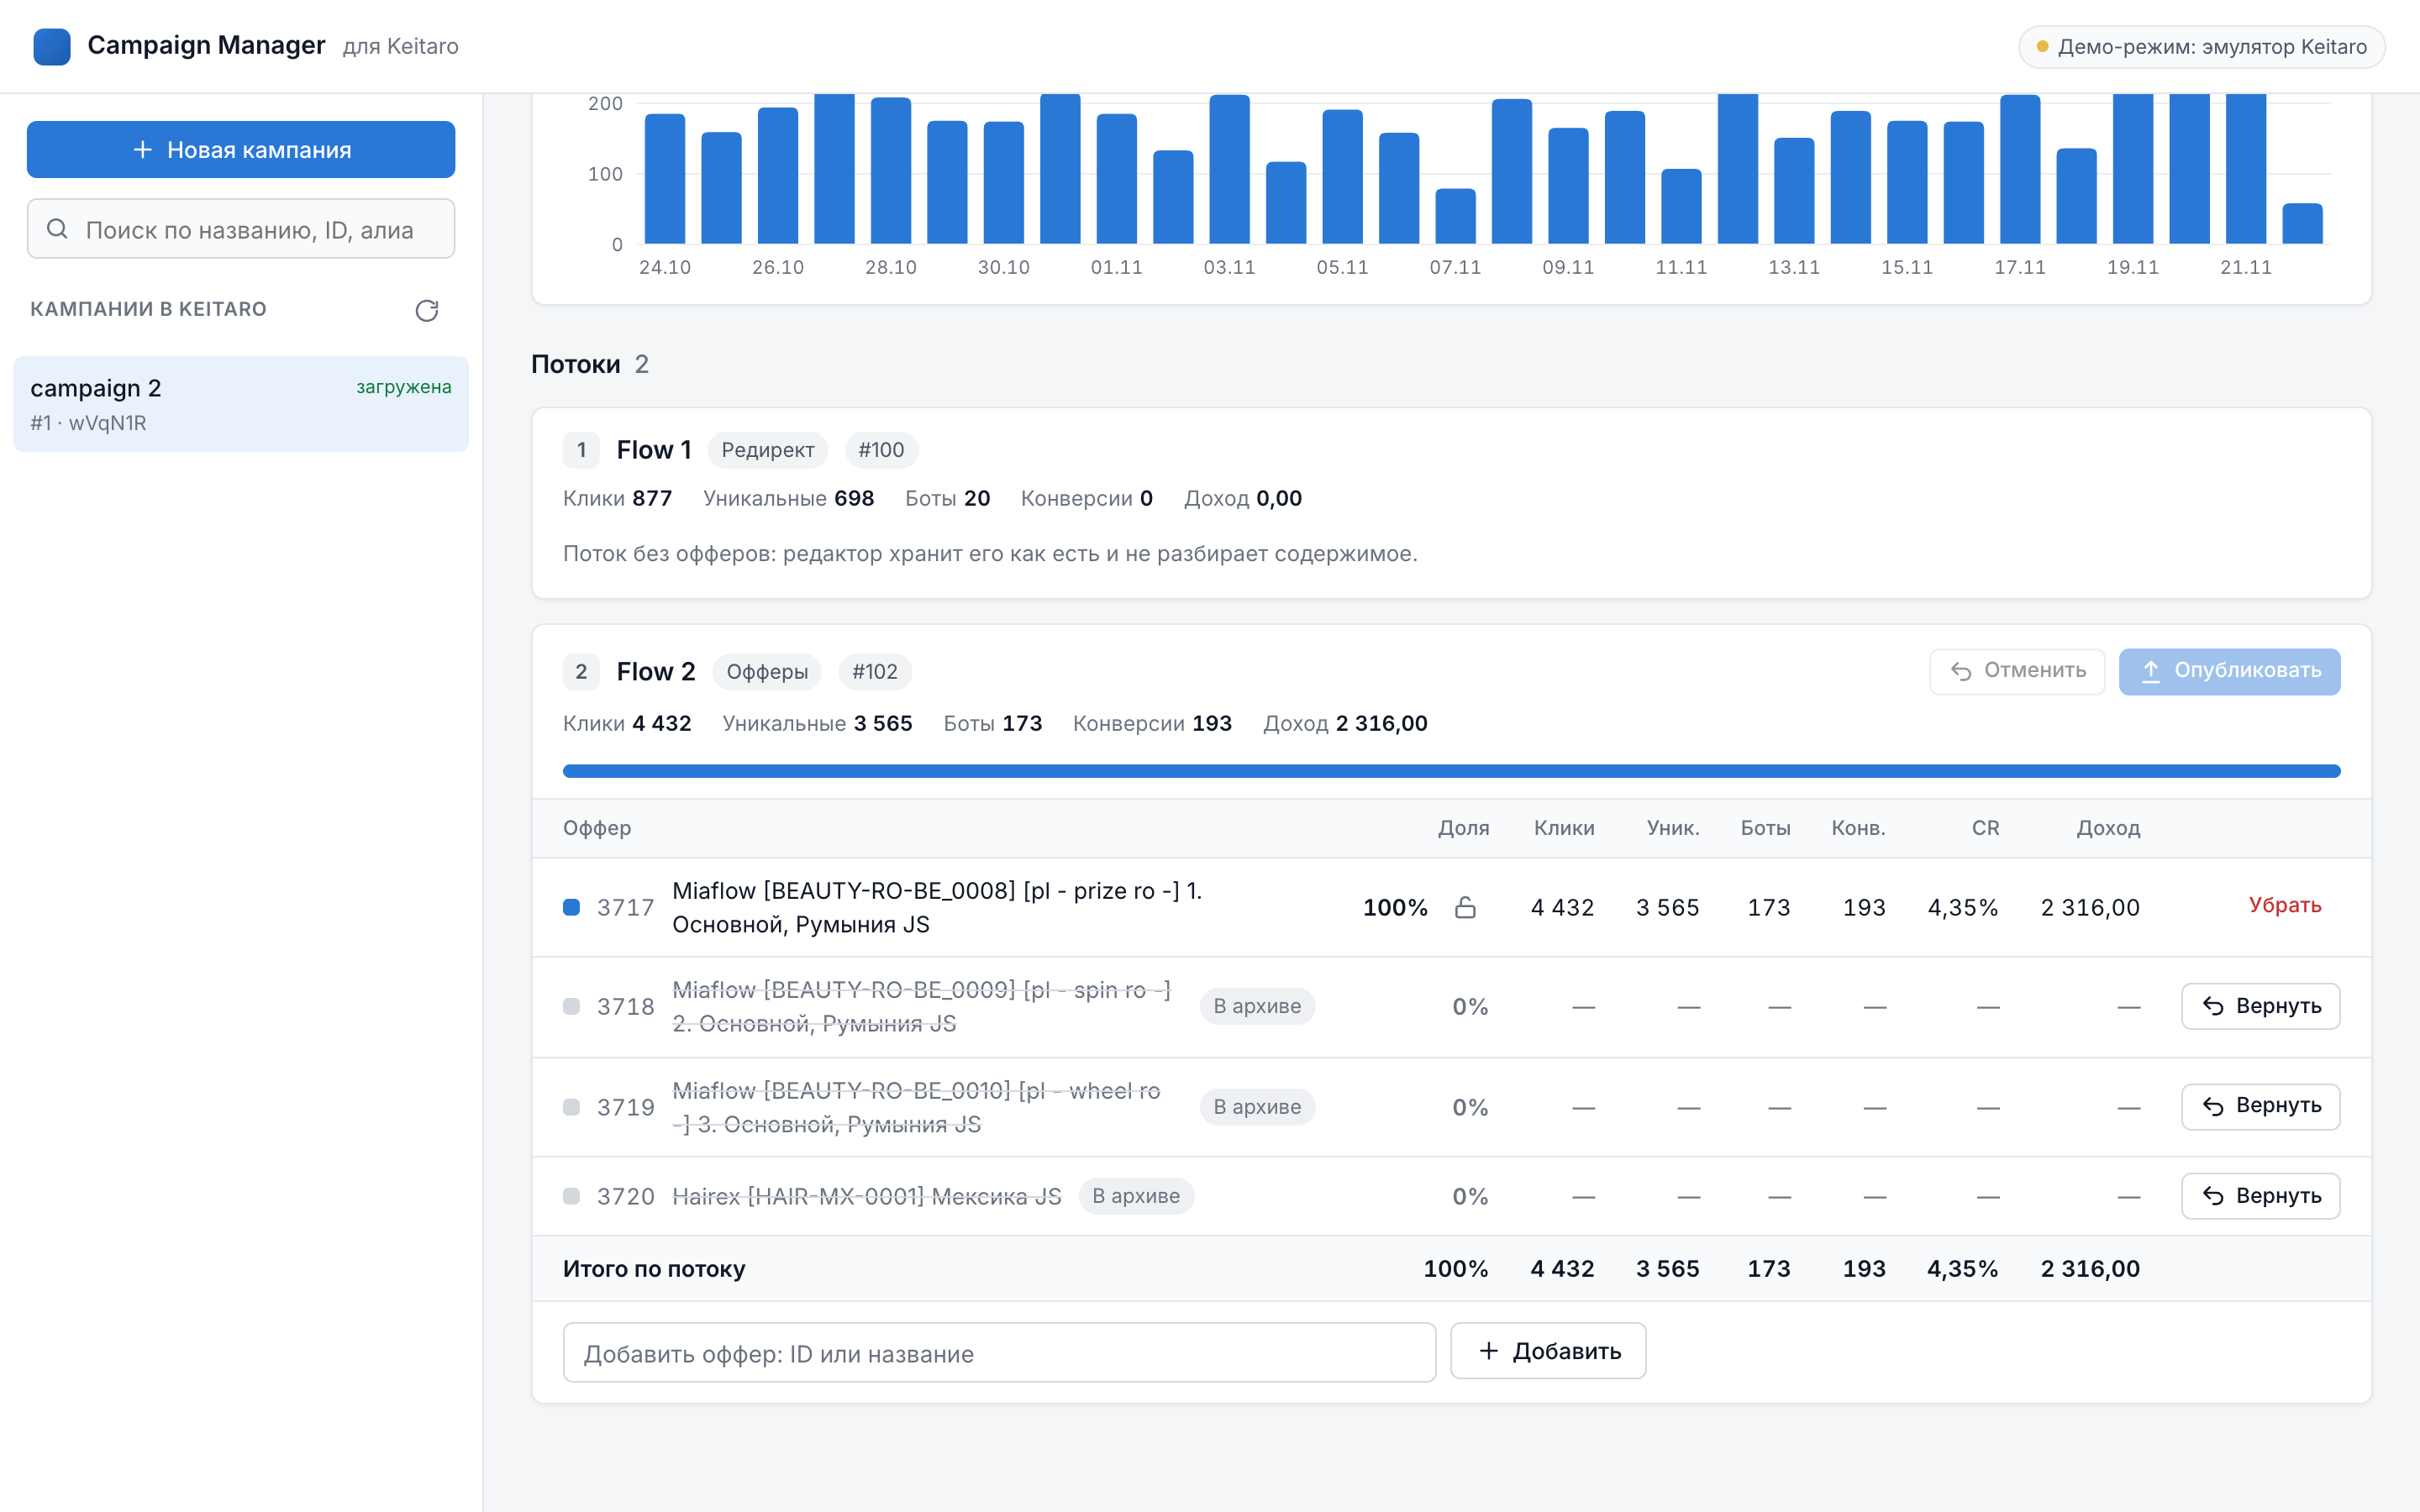 Campaign Manager для Keitaro
Демо-режим: эмулятор Keitaro
+ Новая кампания
Поиск по названию, ID, алиа
КАМПАНИИ В KEITARO
campaign 2 загружена
#1 · wVqN1R
200
100
0
24.10 26.10 28.10 30.10 01.11 03.11 05.11 07.11 09.11 11.11 13.11 15.11 17.11 19.11 21.11
Потоки 2
1 Flow 1 Редирект #100
Клики 877 Уникальные 698 Боты 20 Конверсии 0 Доход 0,00
Поток без офферов: редактор хранит его как есть и не разбирает содержимое.
2 Flow 2 Офферы #102 Отменить Опубликовать
Клики 4 432 Уникальные 3 565 Боты 173 Конверсии 193 Доход 2 316,00
Оффер Доля Клики Уник. Боты Конв. CR Доход
3717 Miaflow [BEAUTY-RO-BE_0008] [pl - prize ro -] 1.
Основной, Румыния JS 100% 4 432 3 565 173 193 4,35% 2 316,00 Убрать
3718 Miaflow [BEAUTY-RO-BE_0009] [pl - spin ro -]
2. Основной, Румыния JS В архиве 0% — — — — — — Вернуть
3719 Miaflow [BEAUTY-RO-BE_0010] [pl - wheel ro
-] 3. Основной, Румыния JS В архиве 0% — — — — — — Вернуть
3720 Hairex [HAIR-MX-0001] Мексика JS В архиве 0% — — — — — — Вернуть
Итого по потоку 100% 4 432 3 565 173 193 4,35% 2 316,00
Добавить оффер: ID или название + Добавить